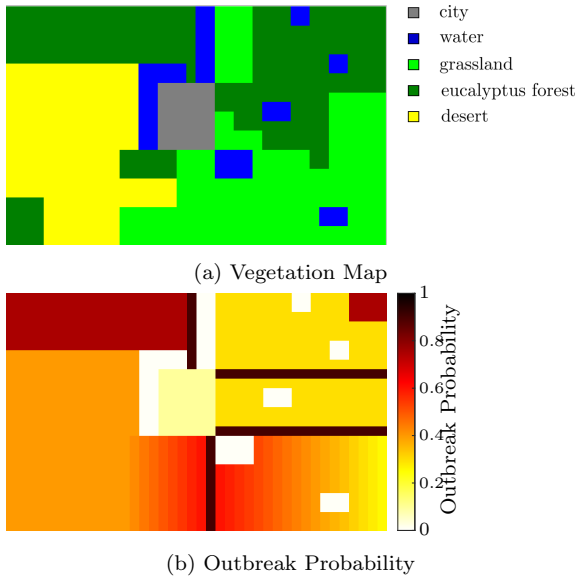 city
water
grassland
eucalyptus forest
desert
(a) Vegetation Map
1
0.8
0.6
0.4
0.2
0
Outbreak Probability
(b) Outbreak Probability